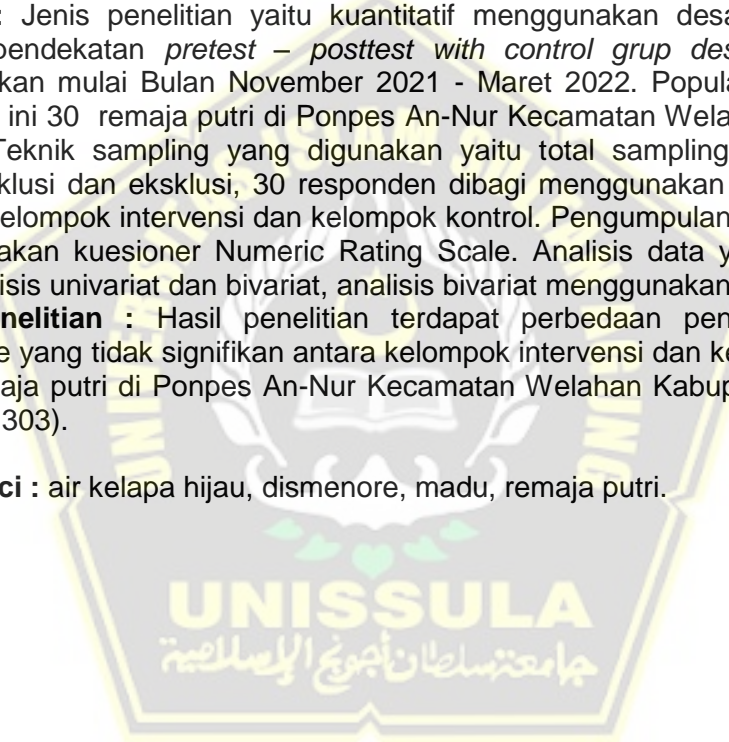 : Jenis penelitian yaitu kuantitatif menggunakan desa
pendekatan pretest – posttest with control grup des
kan mulai Bulan November 2021 - Maret 2022. Popula
ini 30 remaja putri di Ponpes An-Nur Kecamatan Wela
Teknik sampling yang digunakan yaitu total sampling
klusi dan eksklusi, 30 responden dibagi menggunakan
elompok intervensi dan kelompok kontrol. Pengumpulan
akan kuesioner Numeric Rating Scale. Analisis data y
isis univariat dan bivariat, analisis bivariat menggunakan
nelitian : Hasil penelitian terdapat perbedaan pen
e yang tidak signifikan antara kelompok intervensi dan ke
aja putri di Ponpes An-Nur Kecamatan Welahan Kabup
303).
ci : air kelapa hijau, dismenore, madu, remaja putri.
UNIVERSITAS ISLAM SULTAN AGUNG
UNISSULA
جامعتنسلطان أجونج الإسلامية